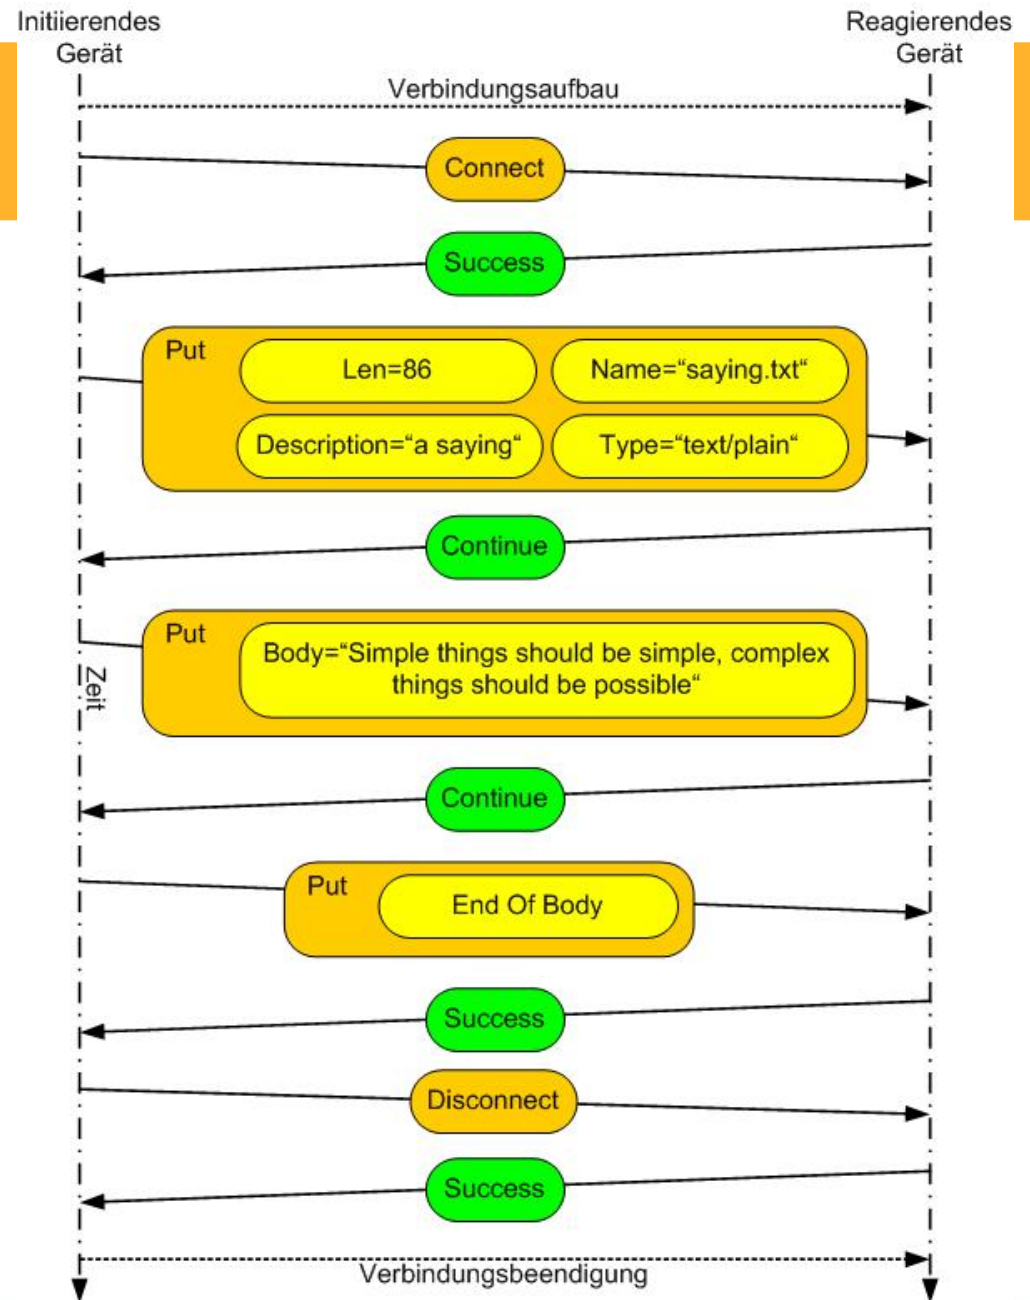 Initiierendes
Gerät
Reagierendes
Gerät
Verbindungsaufbau
Connect
Success
Put
Len=86
Name=“saying.txt“
Description=“a saying“
Type=“text/plain“
Continue
Put
Body=“Simple things should be simple, complex
things should be possible“
Zeit
Continue
Put
End Of Body
Success
Disconnect
Success
Verbindungsbeendigung